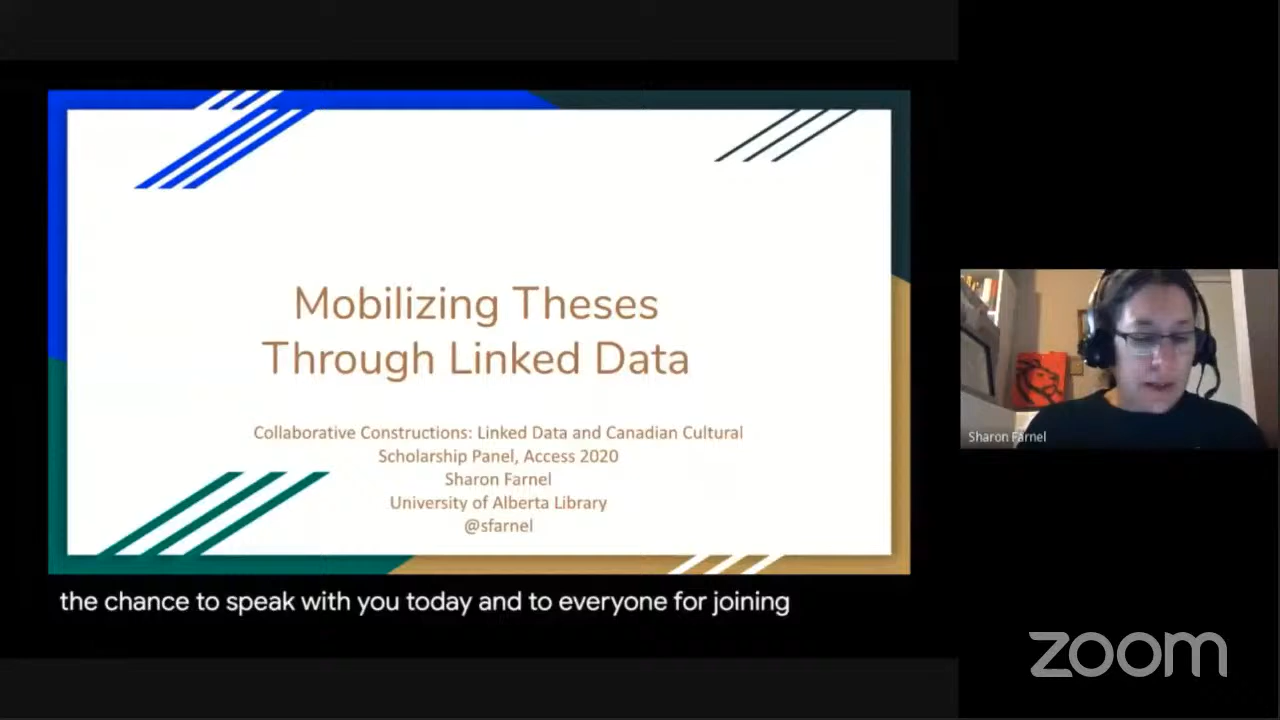 Mobilizing Theses
Through Linked Data
Collaborative Constructions: Linked Data and Canadian Cultural
Scholarship Panel, Access 2020
Sharon Farnel
University of Alberta Library
@sfarnel
the chance to speak with you today and to everyone for joining
Sharon Farnel
zoom